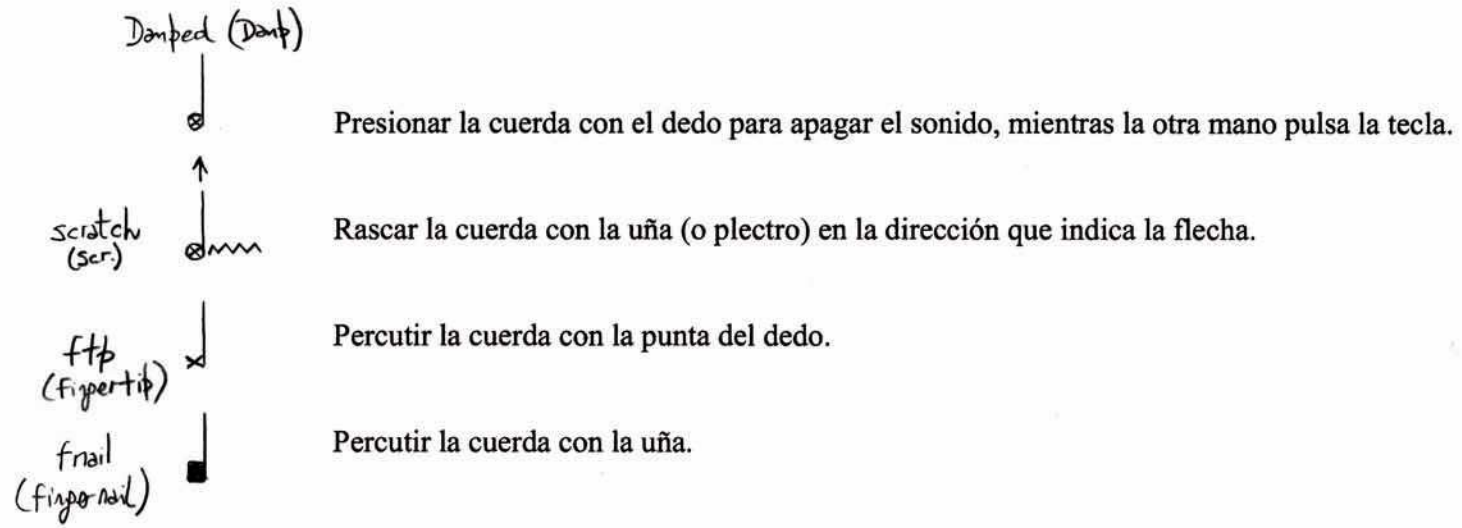 Damped (Damp)
Presionar la cuerda con el dedo para apagar el sonido, mientras la otra mano pulsa la tecla.
scratch
(scr.)
Rascar la cuerda con la uña (o plectro) en la dirección que indica la flecha.
ftp
(fingertip)
Percutir la cuerda con la punta del dedo.
fnail
(fingernail)
Percutir la cuerda con la uña.